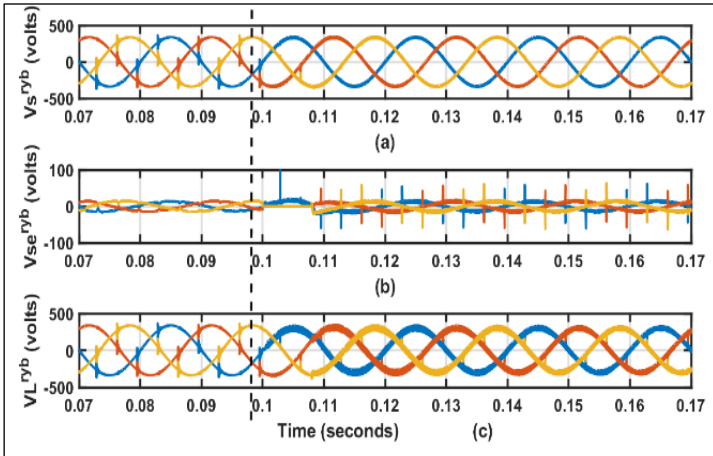 Vs^ryb (volts)
500
0
-500
0.07 0.08 0.09 0.1 0.11 0.12 0.13 0.14 0.15 0.16 0.17
(a)
Vse^ryb (volts)
100
0
-100
0.07 0.08 0.09 0.1 0.11 0.12 0.13 0.14 0.15 0.16 0.17
(b)
VL^ryb (volts)
500
0
-500
0.07 0.08 0.09 0.1 0.11 0.12 0.13 0.14 0.15 0.16 0.17
Time (seconds) (c)